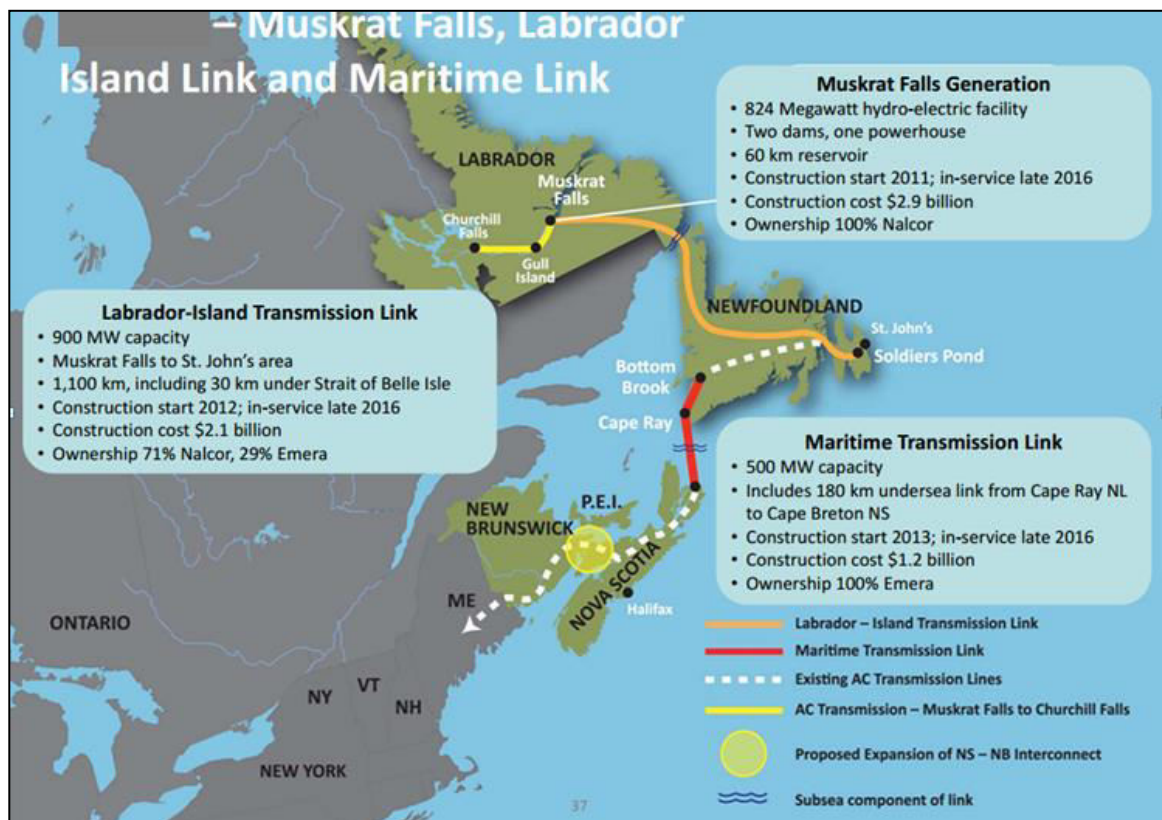 – Muskrat Falls, Labrador
Island Link and Maritime Link
Muskrat Falls Generation
• 824 Megawatt hydro-electric facility
• Two dams, one powerhouse
• 60 km reservoir
• Construction start 2011; in-service late 2016
• Construction cost $2.9 billion
• Ownership 100% Nalcor
LABRADOR
Muskrat
Falls
Churchill
Falls
Gull
Island
Labrador-Island Transmission Link
• 900 MW capacity
• Muskrat Falls to St. John's area
• 1,100 km, including 30 km under Strait of Belle Isle
• Construction start 2012; in-service late 2016
• Construction cost $2.1 billion
• Ownership 71% Nalcor, 29% Emera
NEWFOUNDLAND
St. John's
Soldiers Pond
Bottom
Brook
Cape Ray
Maritime Transmission Link
• 500 MW capacity
• Includes 180 km undersea link from Cape Ray NL
to Cape Breton NS
• Construction start 2013; in-service late 2016
• Construction cost $1.2 billion
• Ownership 100% Emera
P.E.I.
NEW
BRUNSWICK
NOVA SCOTIA
Halifax
ME
ONTARIO
VT
NY
NH
NEW YORK
Labrador – Island Transmission Link
Maritime Transmission Link
Existing AC Transmission Lines
AC Transmission – Muskrat Falls to Churchill Falls
Proposed Expansion of NS – NB Interconnect
Subsea component of link
37